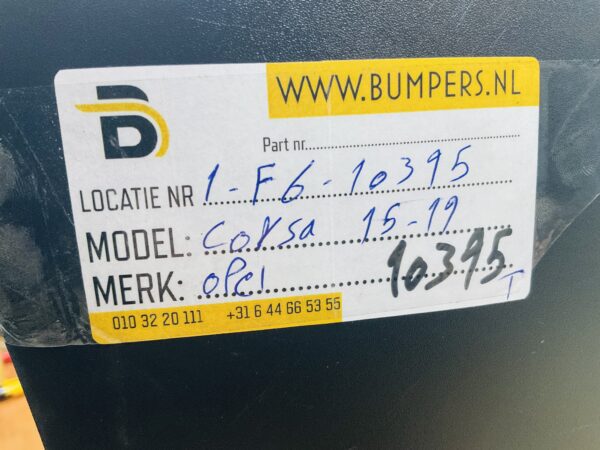 WWW.BUMPERS.NL
B
Part nr.
LOCATIE NR 1-F6-10395
MODEL: Corsa 15-19
MERK: opel 10395
T
010 32 20 111 +31 6 44 66 53 55